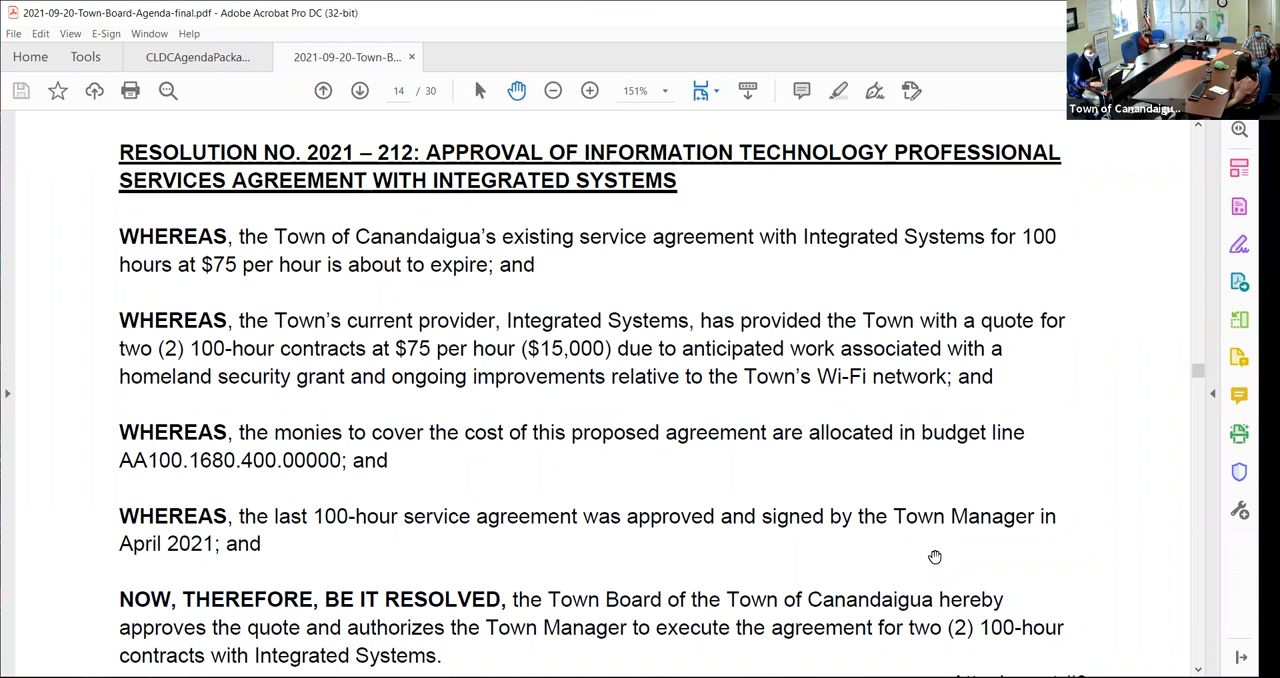 2021-09-20-Town-Board-Agenda-final.pdf - Adobe Acrobat Pro DC (32-bit)
File Edit View E-Sign Window Help
Home Tools CLDCAgendaPacka... 2021-09-20-Town-B... ×
14 / 30 151%
Town of Canandaigu...
RESOLUTION NO. 2021 – 212: APPROVAL OF INFORMATION TECHNOLOGY PROFESSIONAL
SERVICES AGREEMENT WITH INTEGRATED SYSTEMS
WHEREAS, the Town of Canandaigua’s existing service agreement with Integrated Systems for 100
hours at $75 per hour is about to expire; and
WHEREAS, the Town’s current provider, Integrated Systems, has provided the Town with a quote for
two (2) 100-hour contracts at $75 per hour ($15,000) due to anticipated work associated with a
homeland security grant and ongoing improvements relative to the Town’s Wi-Fi network; and
WHEREAS, the monies to cover the cost of this proposed agreement are allocated in budget line
AA100.1680.400.00000; and
WHEREAS, the last 100-hour service agreement was approved and signed by the Town Manager in
April 2021; and
NOW, THEREFORE, BE IT RESOLVED, the Town Board of the Town of Canandaigua hereby
approves the quote and authorizes the Town Manager to execute the agreement for two (2) 100-hour
contracts with Integrated Systems.